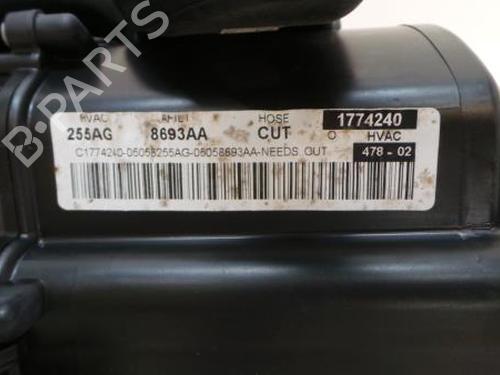 B-PARTS
HVAC HOSE 1774240
255AG 8693AA CUT O HVAC
C1774240-05058255AG-05058693AA-NEEDS CUT 478-02